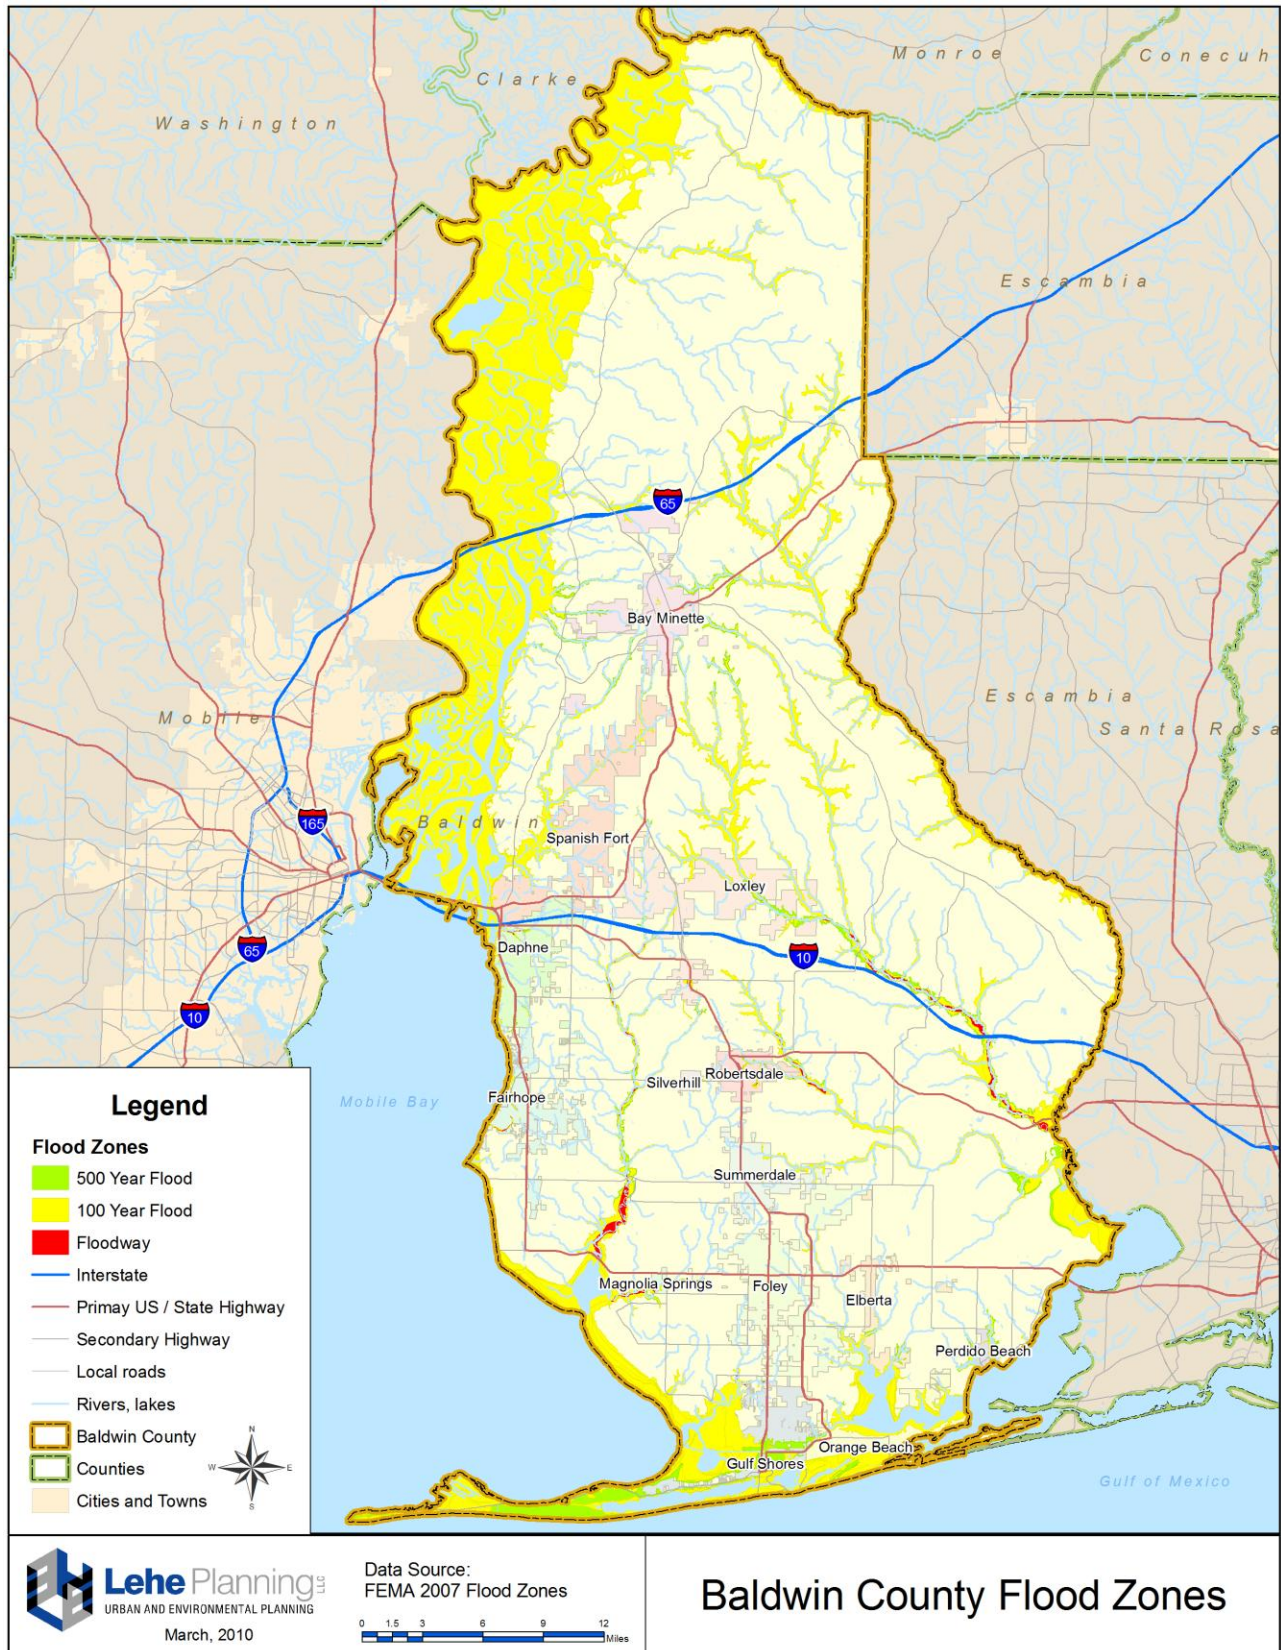 Monroe
Conecuh
Clarke
Washington
Escambia
65
Bay Minette
Escambia
Santa Rosa
Mobile
165
Baldwin
Spanish Fort
Loxley
65
Daphne
10
10
Silverhill
Robertsdale
Fairhope
Mobile Bay
Summerdale
Magnolia Springs
Foley
Elberta
Perdido Beach
Orange Beach
Gulf Shores
Gulf of Mexico
Legend
Flood Zones
500 Year Flood
100 Year Flood
Floodway
Interstate
Primay US / State Highway
Secondary Highway
Local roads
Rivers, lakes
Baldwin County
Counties
Cities and Towns
N
W
E
S
Lehe Planning LLC
URBAN AND ENVIRONMENTAL PLANNING
March, 2010
Data Source:
FEMA 2007 Flood Zones
0 1.5 3 6 9 12
Miles
Baldwin County Flood Zones